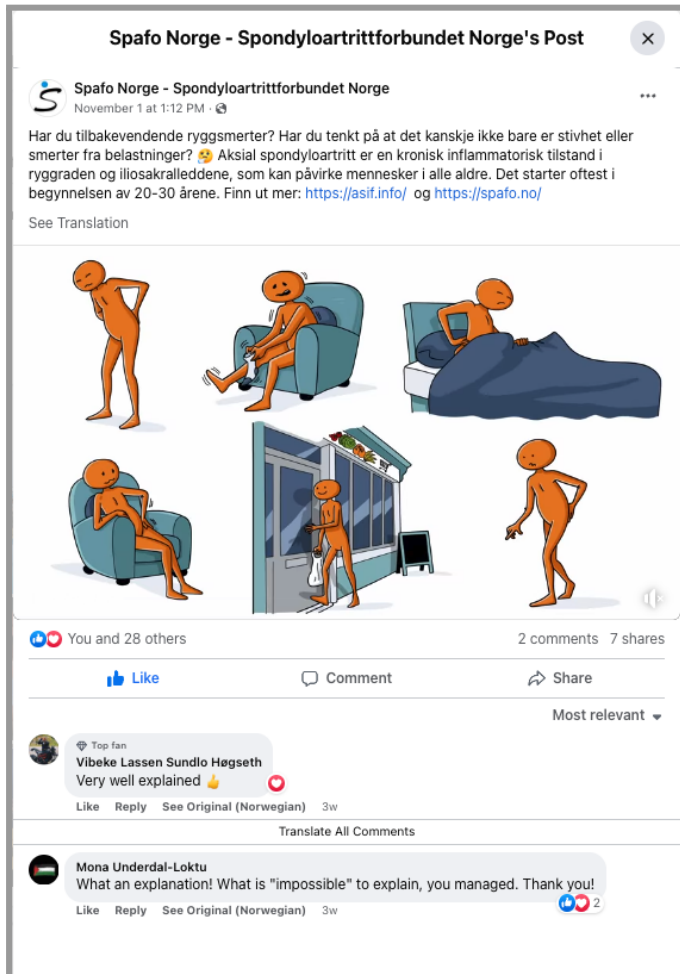 Spafo Norge - Spondyloartrittforbundet Norge's Post
Spafo Norge - Spondyloartrittforbundet Norge
November 1 at 1:12 PM ·
Har du tilbakevendende ryggsmerter? Har du tenkt på at det kanskje ikke bare er stivhet eller
smerter fra belastninger? 🤔 Aksial spondyloartritt er en kronisk inflammatorisk tilstand i
ryggraden og iliosakralleddene, som kan påvirke mennesker i alle aldre. Det starter oftest i
begynnelsen av 20-30 årene. Finn ut mer: https://asif.info/ og https://spafo.no/
See Translation
You and 28 others
2 comments 7 shares
Like
Comment
Share
Most relevant
Top fan
Vibeke Lassen Sundlo Høgseth
Very well explained 👍
Like Reply See Original (Norwegian) 3w
Translate All Comments
Mona Underdal-Loktu
What an explanation! What is "impossible" to explain, you managed. Thank you!
2
Like Reply See Original (Norwegian) 3w